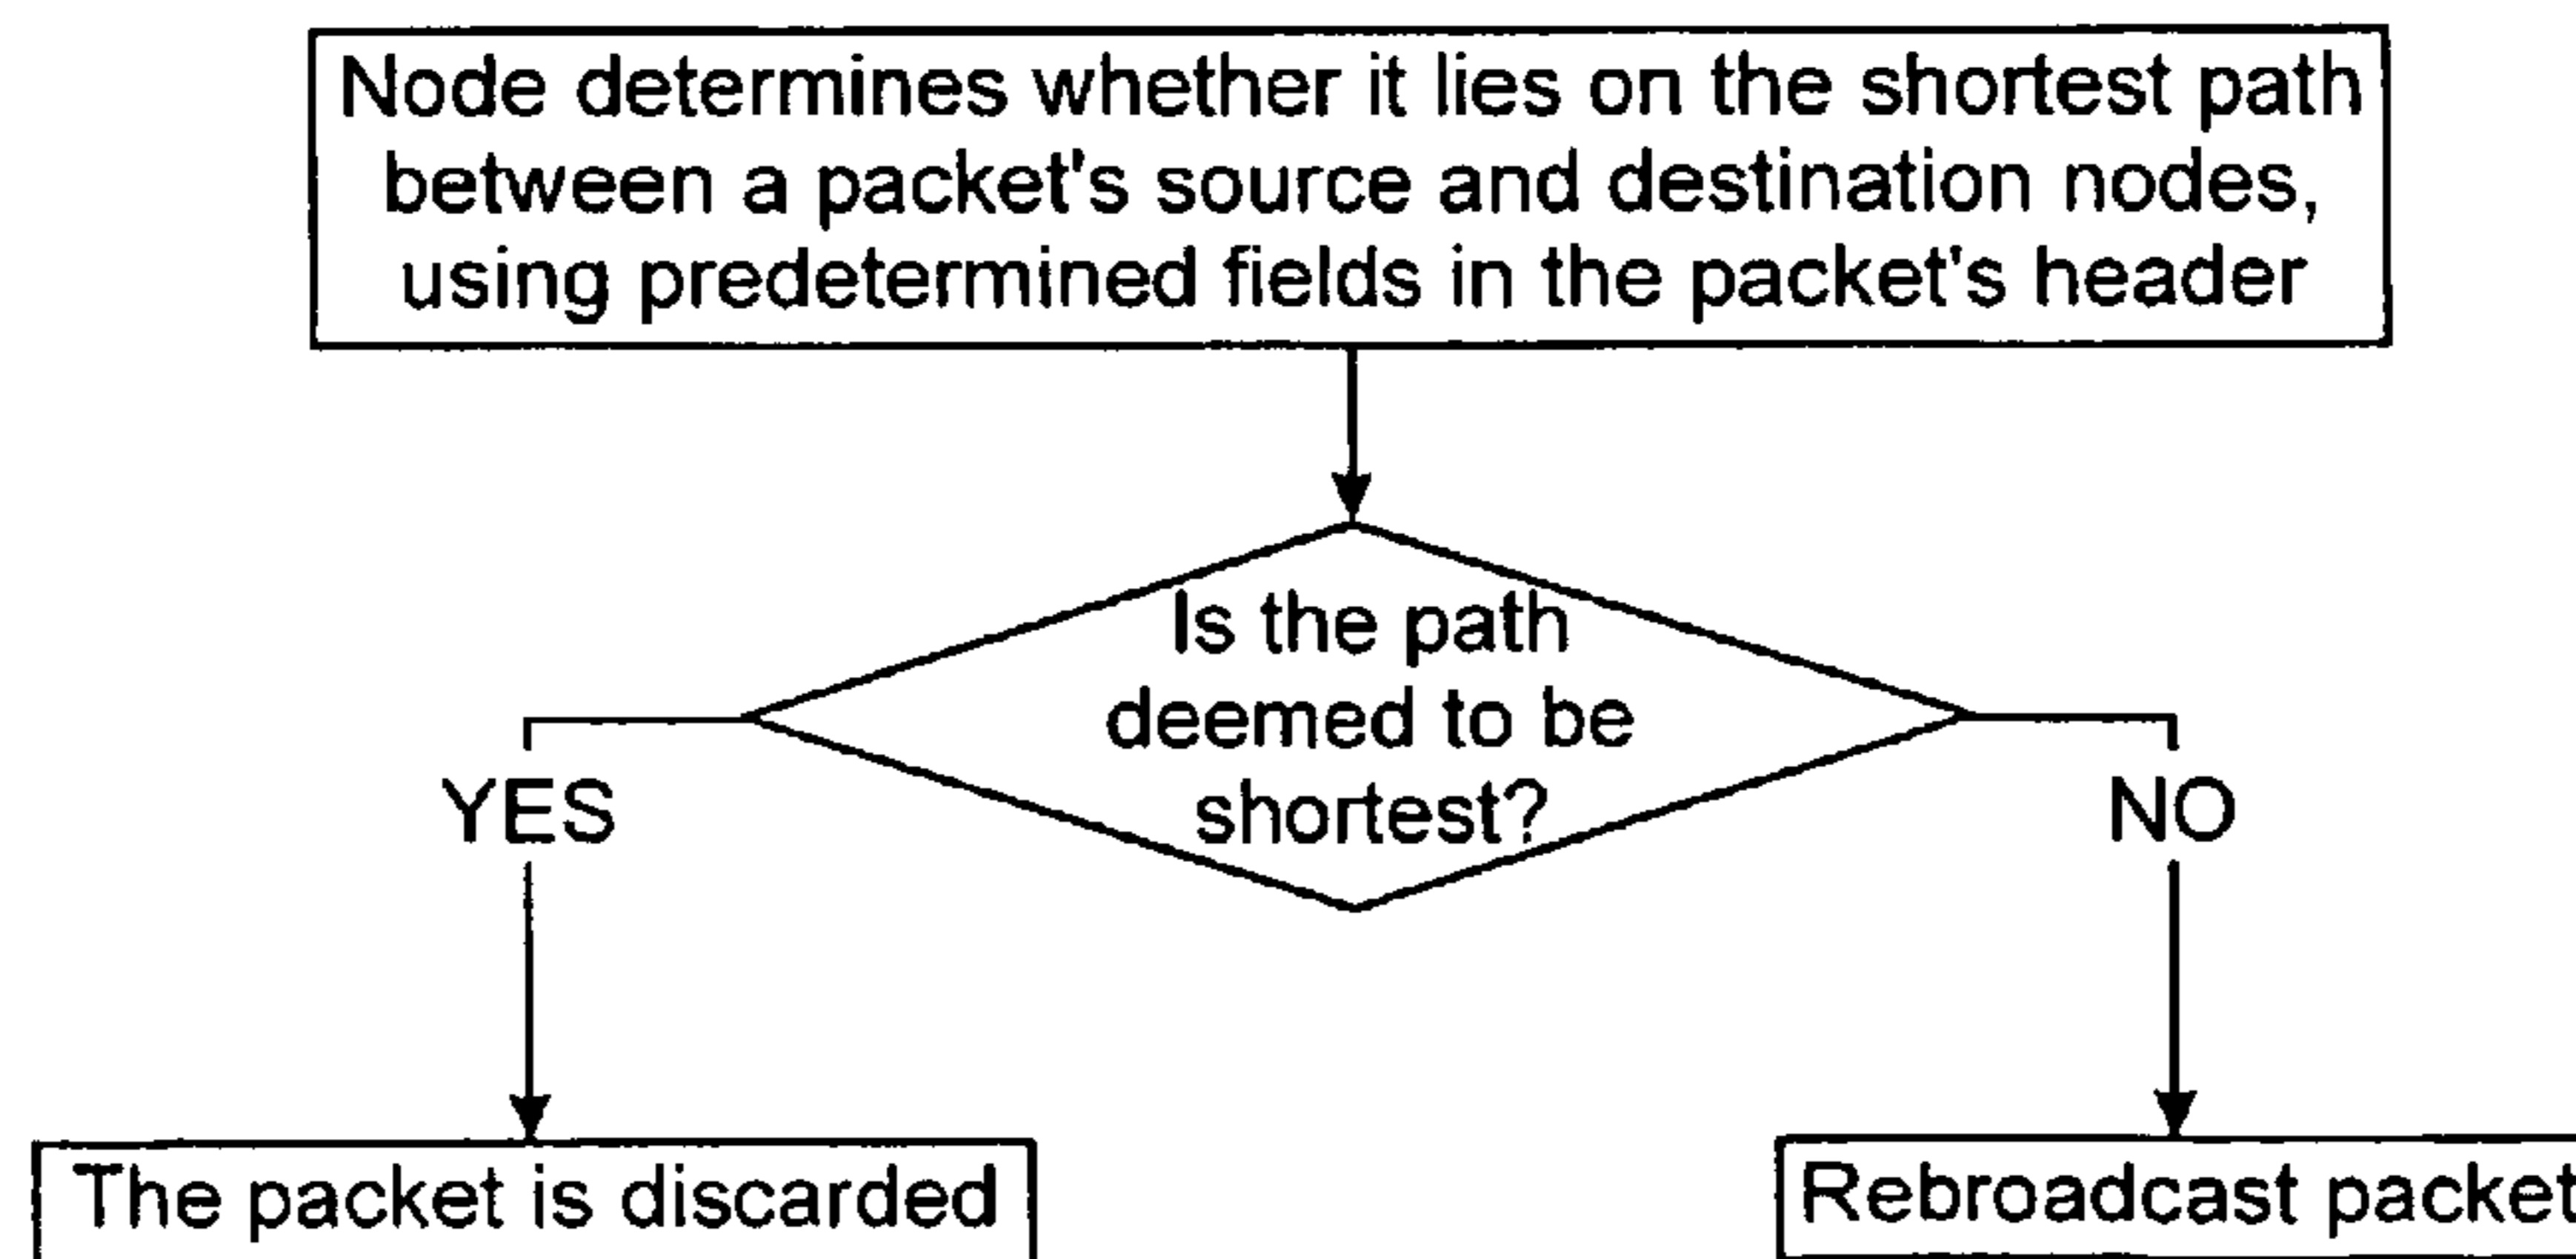 Node determines whether it lies on the shortest path
between a packet's source and destination nodes,
using predetermined fields in the packet's header
Is the path
deemed to be
shortest?
YES
NO
The packet is discarded
Rebroadcast packet